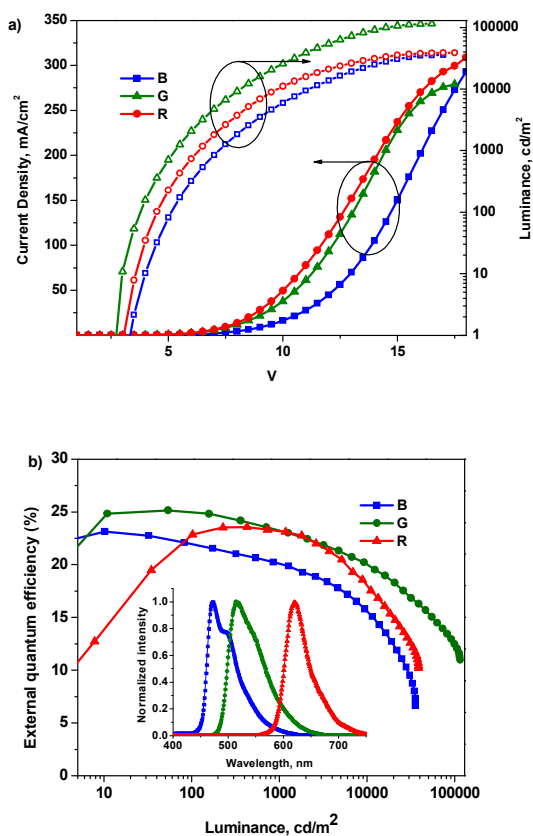 a)
350
300
250
200
150
100
50
Current Density, mA/cm²
B
G
R
100000
10000
1000
100
10
1
Luminance, cd/m²
5
10
15
V
b)
30
25
20
15
10
5
0
External quantum efficiency (%)
B
G
R
1.0
0.8
0.6
0.4
0.2
0.0
Normalized intensity
400
500
600
700
Wavelength, nm
10
100
1000
10000
100000
Luminance, cd/m²